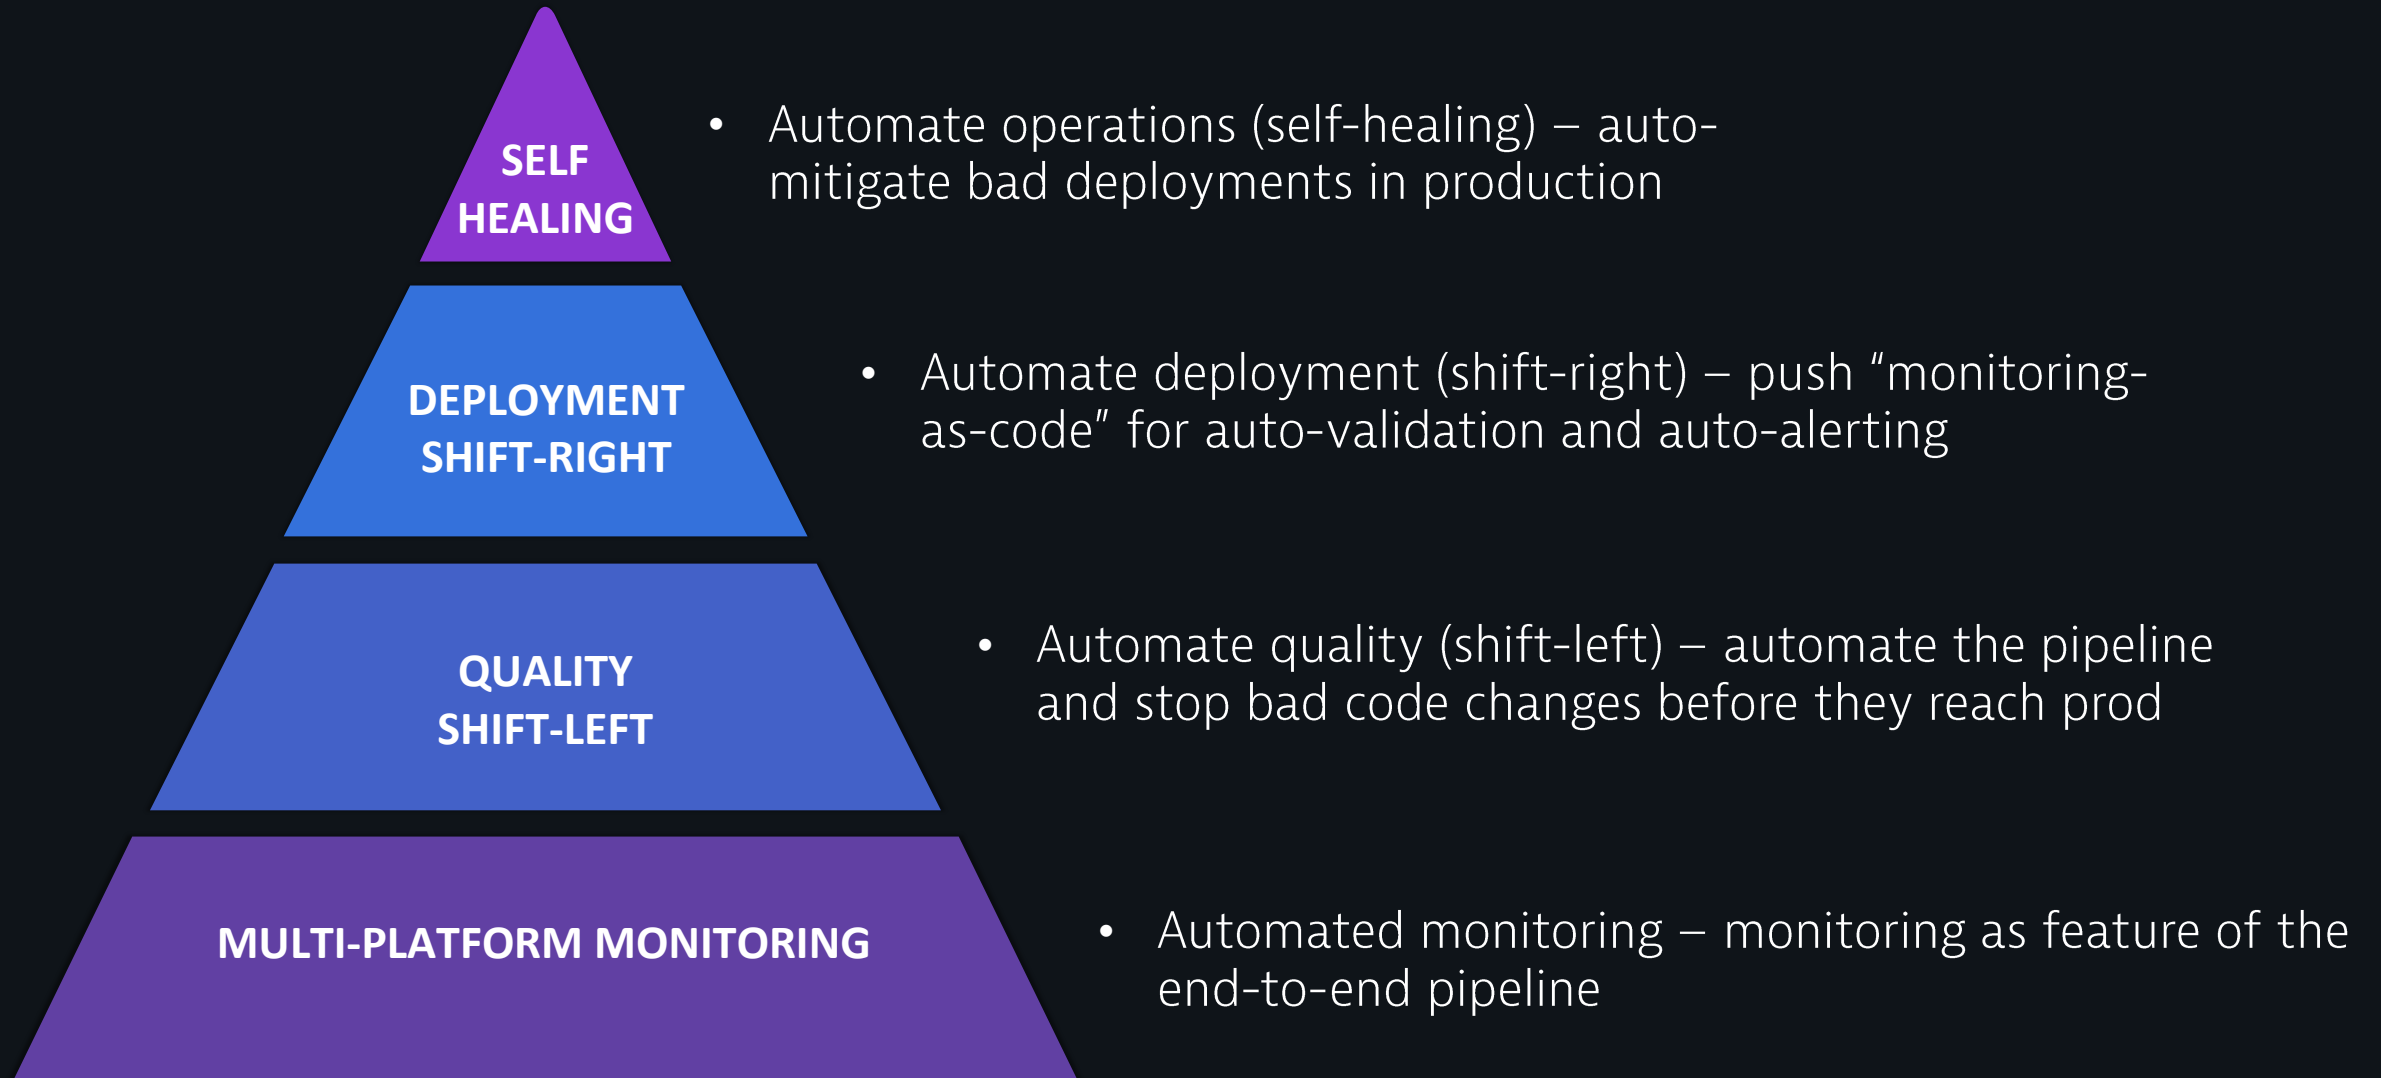 SELF
HEALING
• Automate operations (self-healing) – auto-
mitigate bad deployments in production
DEPLOYMENT
SHIFT-RIGHT
• Automate deployment (shift-right) – push “monitoring-
as-code” for auto-validation and auto-alerting
QUALITY
SHIFT-LEFT
• Automate quality (shift-left) – automate the pipeline
and stop bad code changes before they reach prod
MULTI-PLATFORM MONITORING
• Automated monitoring – monitoring as feature of the
end-to-end pipeline